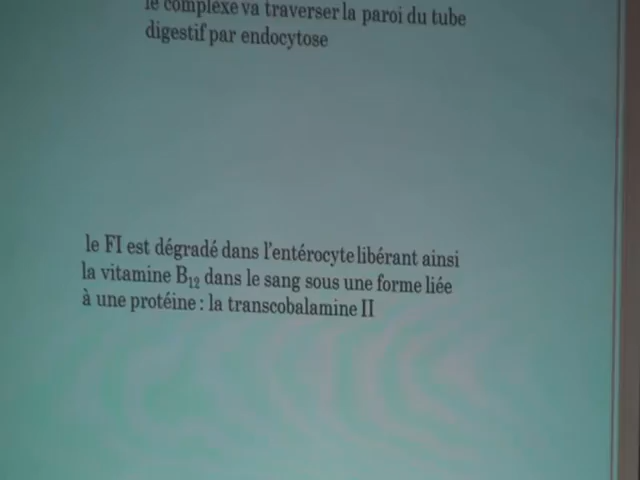 le complexe va traverser la paroi du tube
digestif par endocytose
le FI est dégradé dans l'entérocyte libérant ainsi
la vitamine B₁₂ dans le sang sous une forme liée
à une protéine : la transcobalamine II